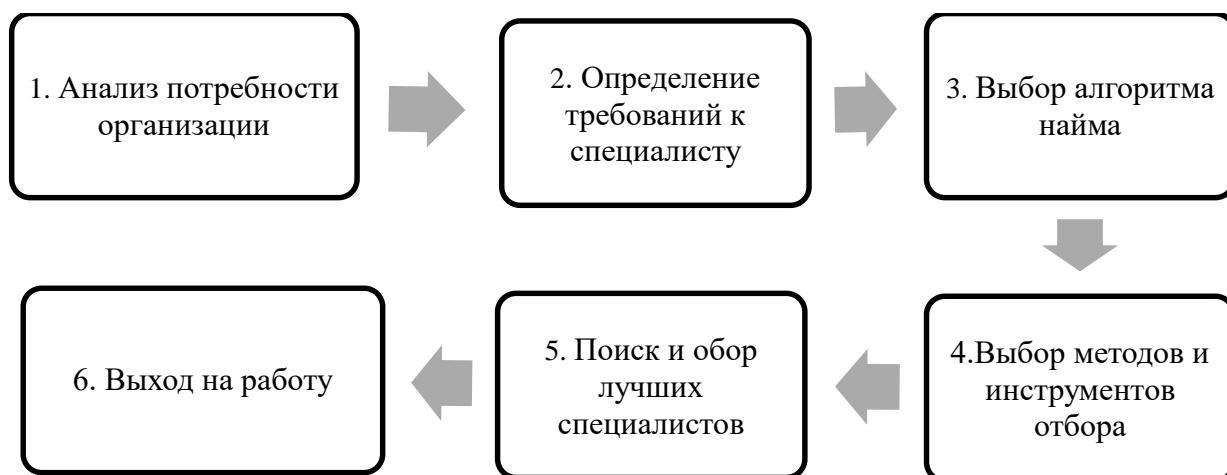 1. Анализ потребности
организации
2. Определение
требований к
специалисту
3. Выбор алгоритма
найма
4.Выбор методов и
инструментов
отбора
5. Поиск и обор
лучших
специалистов
6. Выход на работу